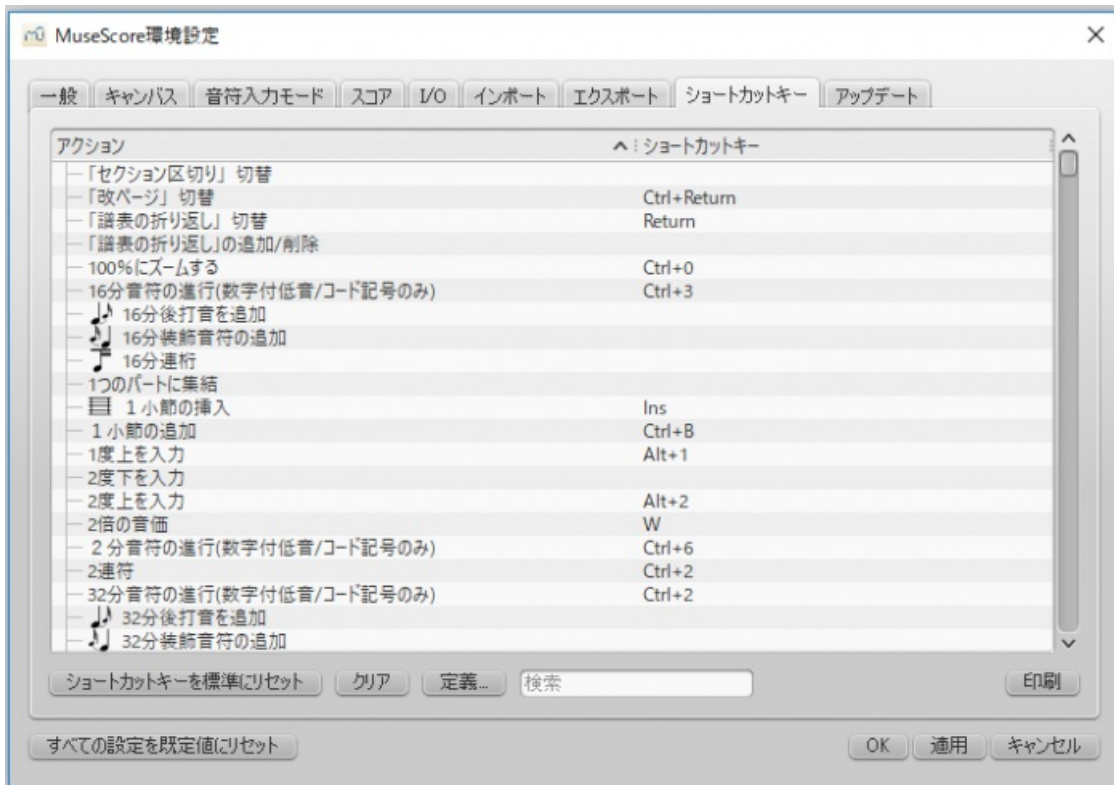 MuseScore環境設定
一般 キャンバス 音符入力モード スコア I/O インポート エクスポート ショートカットキー アップデート
アクション ショートカットキー
「セクション区切り」切替
「改ページ」切替 Ctrl+Return
「譜表の折り返し」切替 Return
「譜表の折り返し」の追加/削除
100%にズームする Ctrl+0
16分音符の進行(数字付低音/コード記号のみ) Ctrl+3
16分後打音を追加
16分装飾音符の追加
16分連桁
1つのパートに集結
1小節の挿入 Ins
1小節の追加 Ctrl+B
1度上を入力 Alt+1
2度下を入力
2度上を入力 Alt+2
2倍の音価 W
2分音符の進行(数字付低音/コード記号のみ) Ctrl+6
2連符 Ctrl+2
32分音符の進行(数字付低音/コード記号のみ) Ctrl+2
32分後打音を追加
32分装飾音符の追加
ショートカットキーを標準にリセット クリア 定義... 検索 印刷
すべての設定を既定値にリセット OK 適用 キャンセル